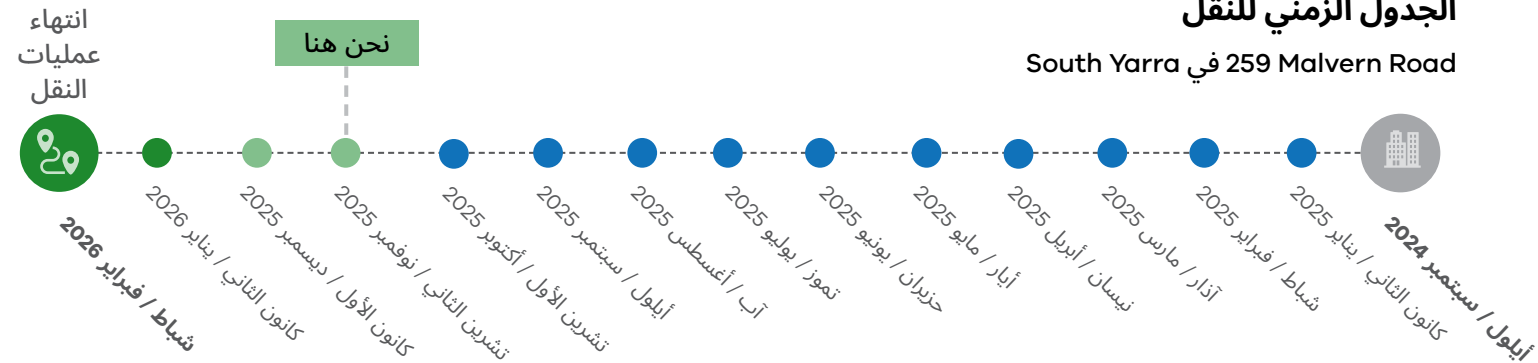 الجدول الزمني للنقل
259 Malvern Road في South Yarra
نحن هنا
انتهاء
عمليات
النقل
أيلول / سبتمبر 2024
كانون الثاني / يناير 2025
شباط / فبراير 2025
آذار / مارس 2025
نيسان / أبريل 2025
أيار / مايو 2025
حزيران / يونيو 2025
تموز / يوليو 2025
آب / أغسطس 2025
أيلول / سبتمبر 2025
تشرين الأول / أكتوبر 2025
تشرين الثاني / نوفمبر 2025
كانون الأول / ديسمبر 2025
كانون الثاني / يناير 2026
شباط / فبراير 2026